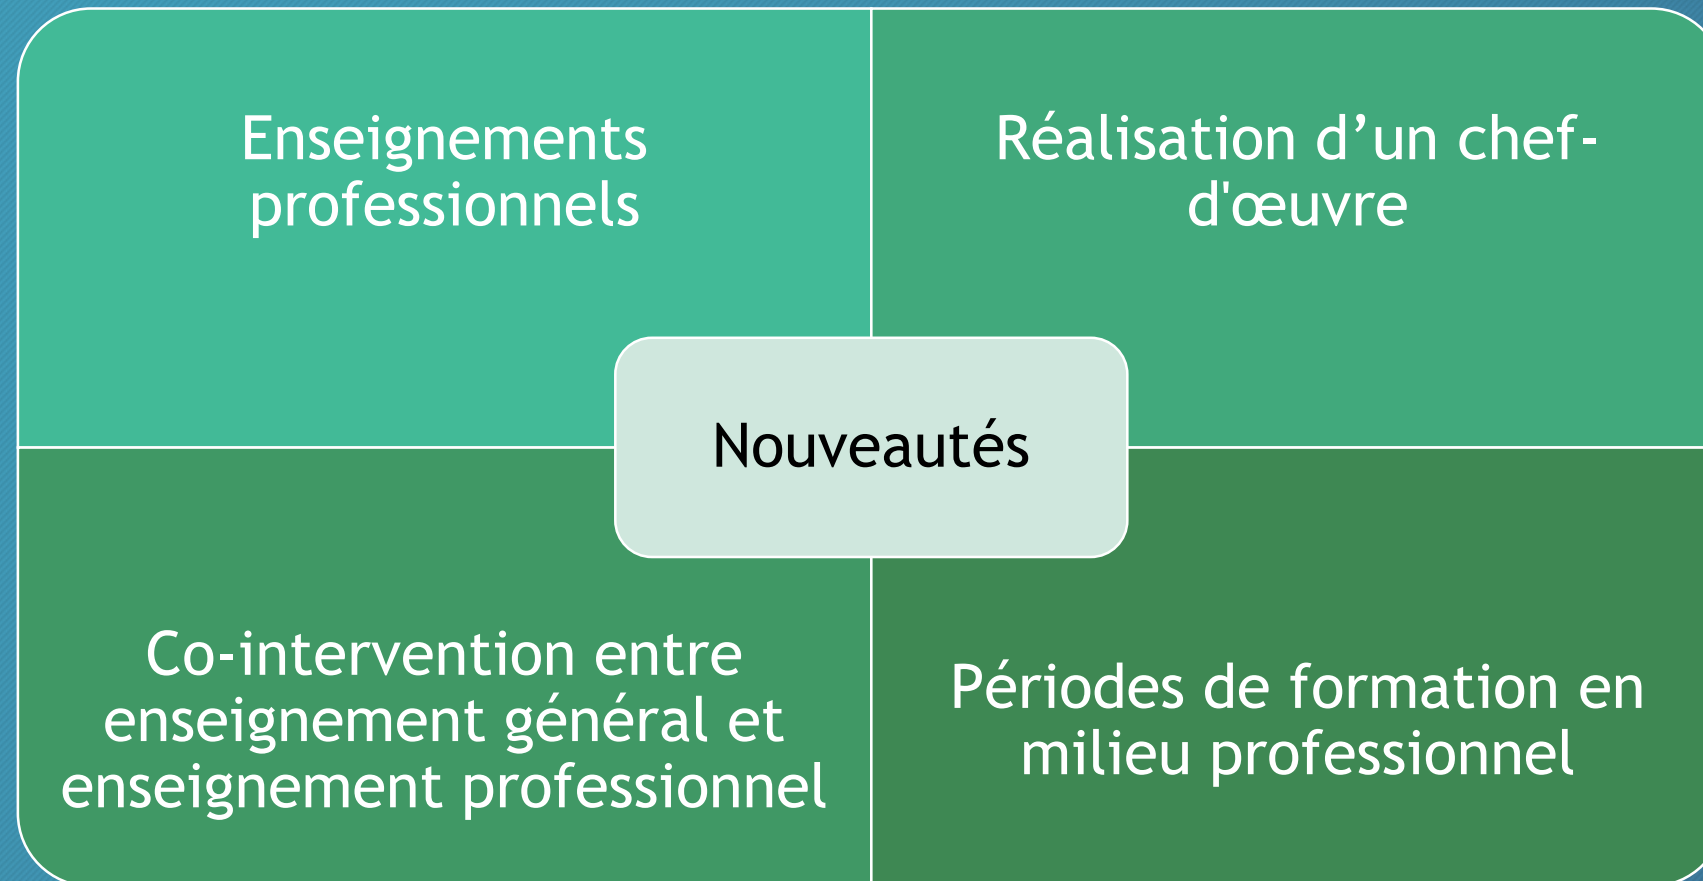 Enseignements
professionnels
Réalisation d’un chef-
d'œuvre
Nouveautés
Co-intervention entre
enseignement général et
enseignement professionnel
Périodes de formation en
milieu professionnel